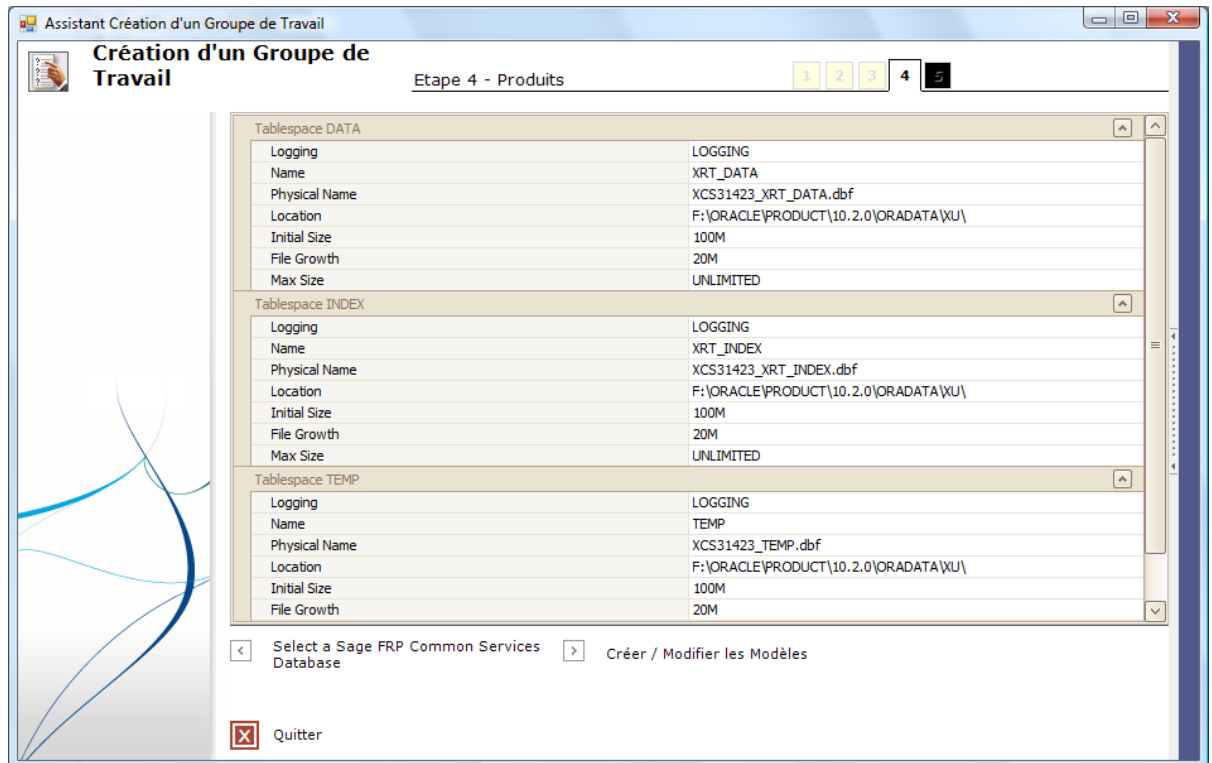 Assistant Création d'un Groupe de Travail
Création d'un Groupe de
Travail
Etape 4 - Produits
1 2 3 4 5
Tablespace DATA
Logging LOGGING
Name XRT_DATA
Physical Name XCS31423_XRT_DATA.dbf
Location F:\ORACLE\PRODUCT\10.2.0\ORADATA\XU\
Initial Size 100M
File Growth 20M
Max Size UNLIMITED
Tablespace INDEX
Logging LOGGING
Name XRT_INDEX
Physical Name XCS31423_XRT_INDEX.dbf
Location F:\ORACLE\PRODUCT\10.2.0\ORADATA\XU\
Initial Size 100M
File Growth 20M
Max Size UNLIMITED
Tablespace TEMP
Logging LOGGING
Name TEMP
Physical Name XCS31423_TEMP.dbf
Location F:\ORACLE\PRODUCT\10.2.0\ORADATA\XU\
Initial Size 100M
File Growth 20M
Select a Sage FRP Common Services
Database
Créer / Modifier les Modèles
Quitter